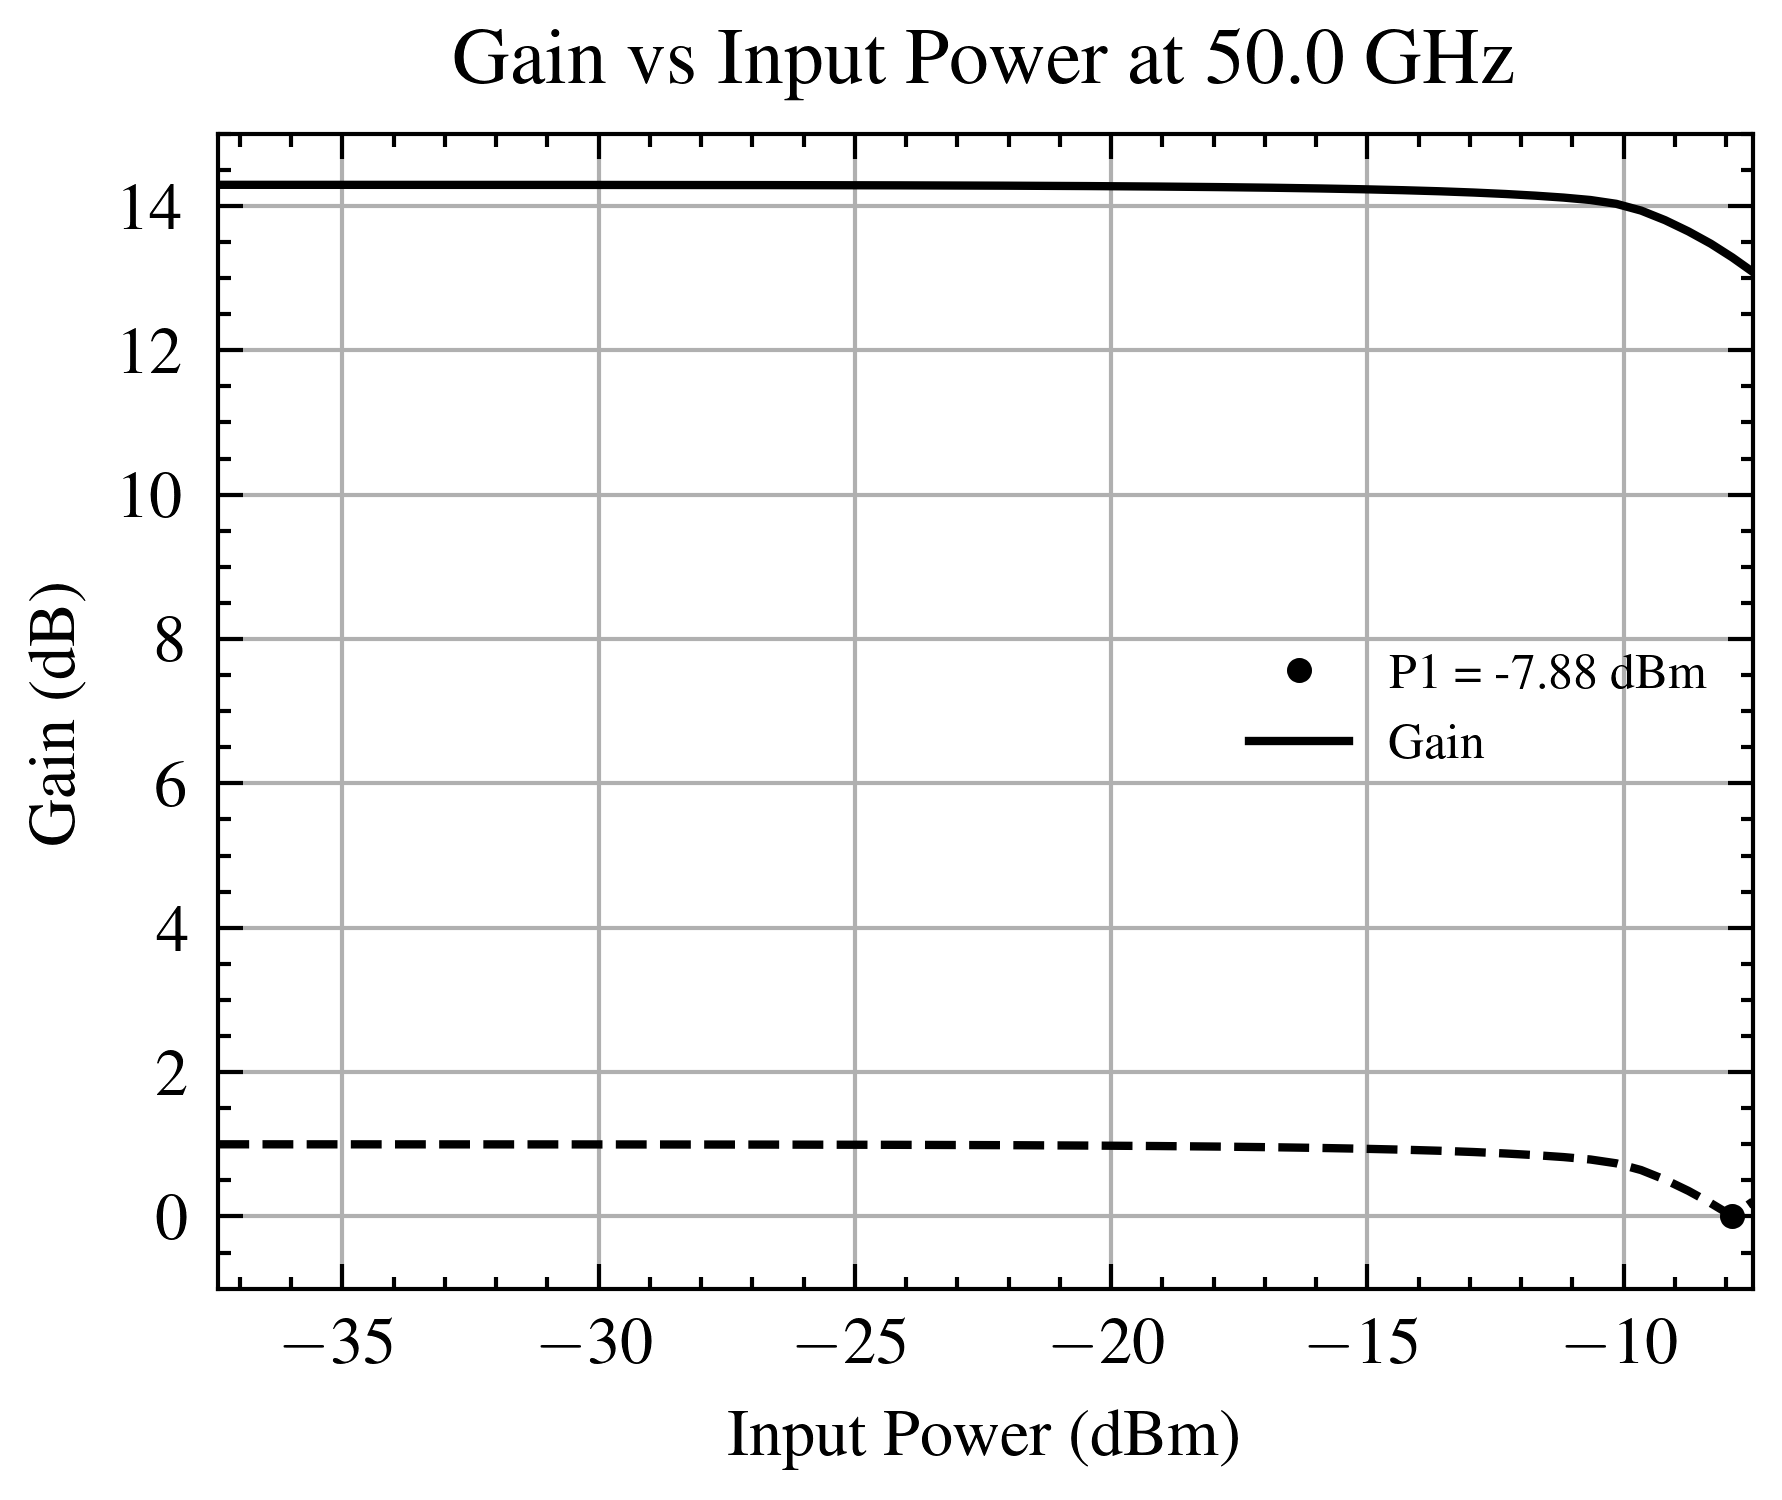 Gain vs Input Power at 50.0 GHz
14
12
10
8
6
4
2
0
Gain (dB)
P1 = -7.88 dBm
Gain
−35 −30 −25 −20 −15 −10
Input Power (dBm)